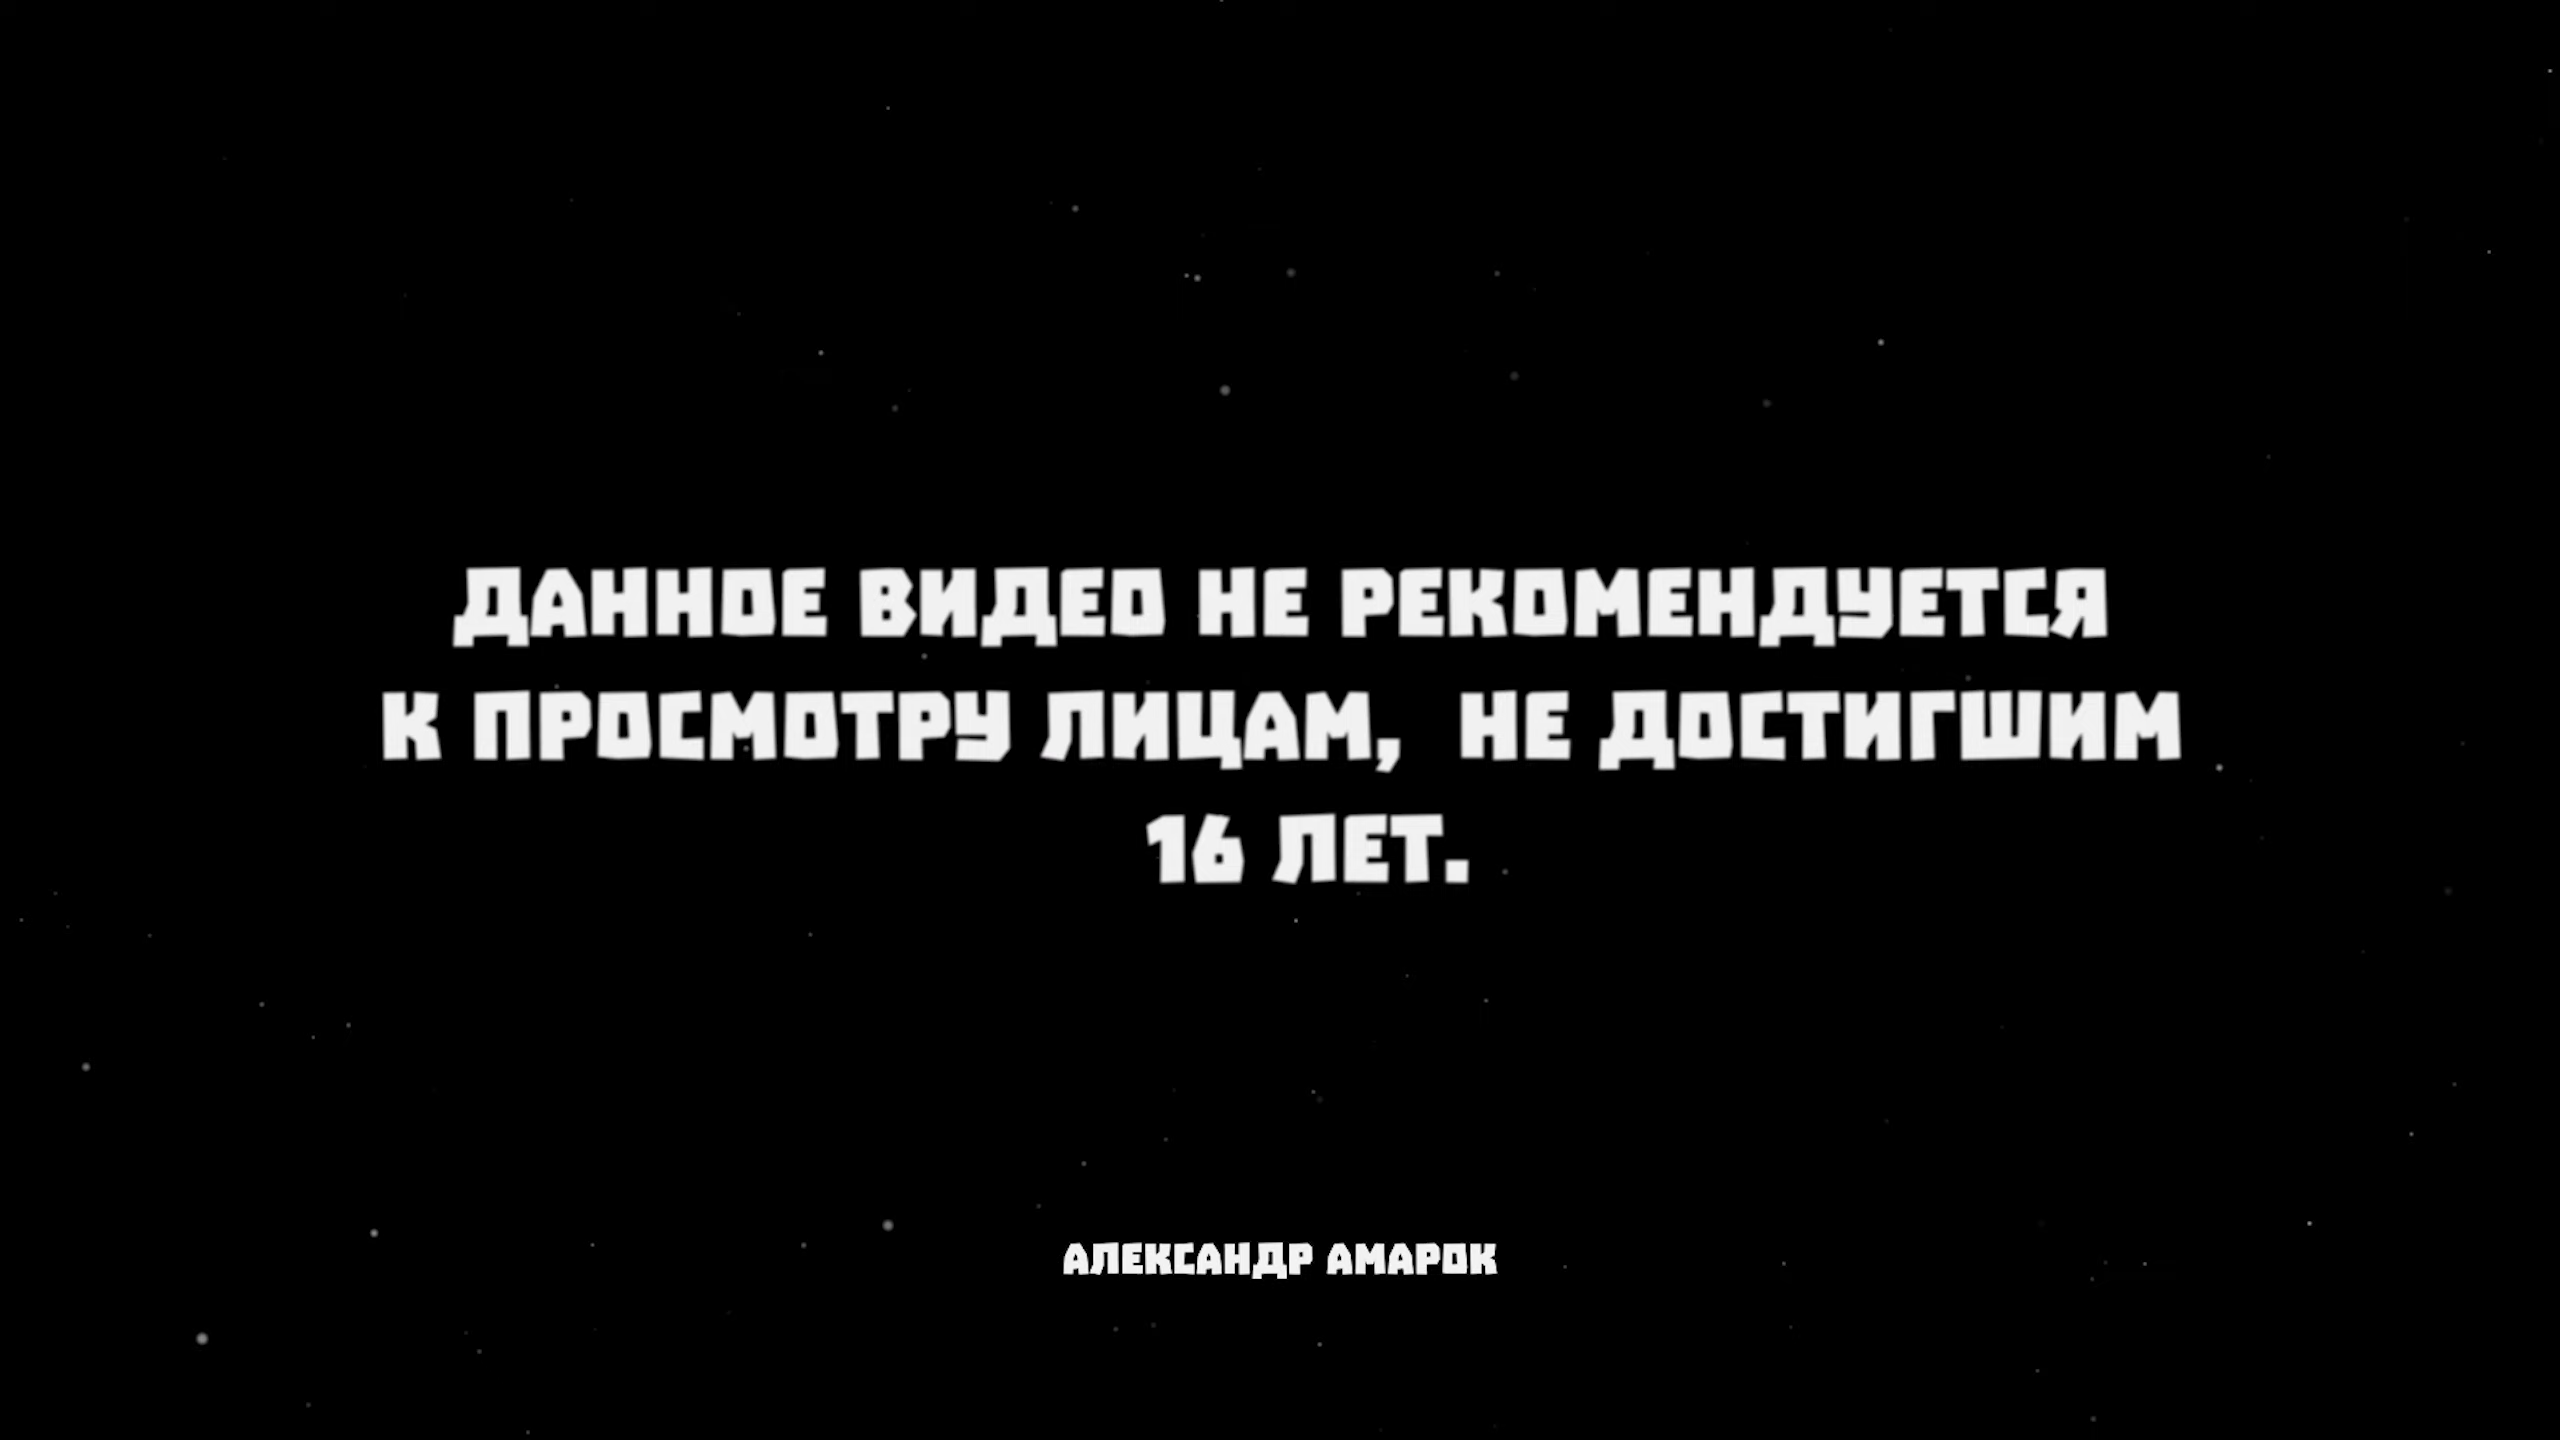 ДАННОЕ ВИДЕО НЕ РЕКОМЕНДУЕТСЯ
К ПРОСМОТРУ ЛИЦАМ, НЕ ДОСТИГШИМ
16 ЛЕТ.
АЛЕКСАНДР АМАРОК